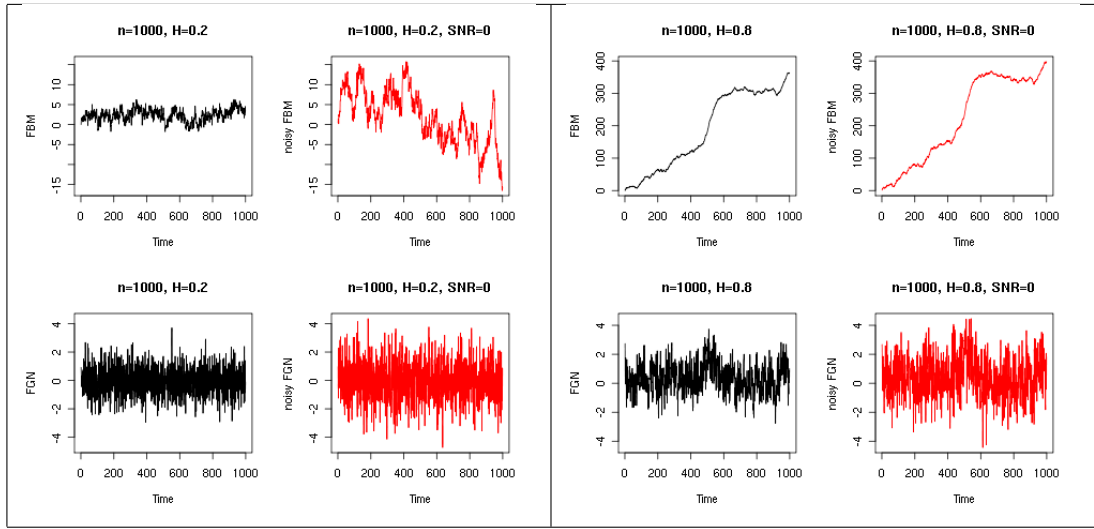 n=1000, H=0.2
FBM
-15 -5 0 5 10
0 200 400 600 800 1000
Time
n=1000, H=0.2, SNR=0
noisy FBM
-15 -5 0 5 10
0 200 400 600 800 1000
Time
n=1000, H=0.8
FBM
0 100 200 300 400
0 200 400 600 800 1000
Time
n=1000, H=0.8, SNR=0
noisy FBM
0 100 200 300 400
0 200 400 600 800 1000
Time
n=1000, H=0.2
FGN
-4 -2 0 2 4
0 200 400 600 800 1000
Time
n=1000, H=0.2, SNR=0
noisy FGN
-4 -2 0 2 4
0 200 400 600 800 1000
Time
n=1000, H=0.8
FGN
-4 -2 0 2 4
0 200 400 600 800 1000
Time
n=1000, H=0.8, SNR=0
noisy FGN
-4 -2 0 2 4
0 200 400 600 800 1000
Time